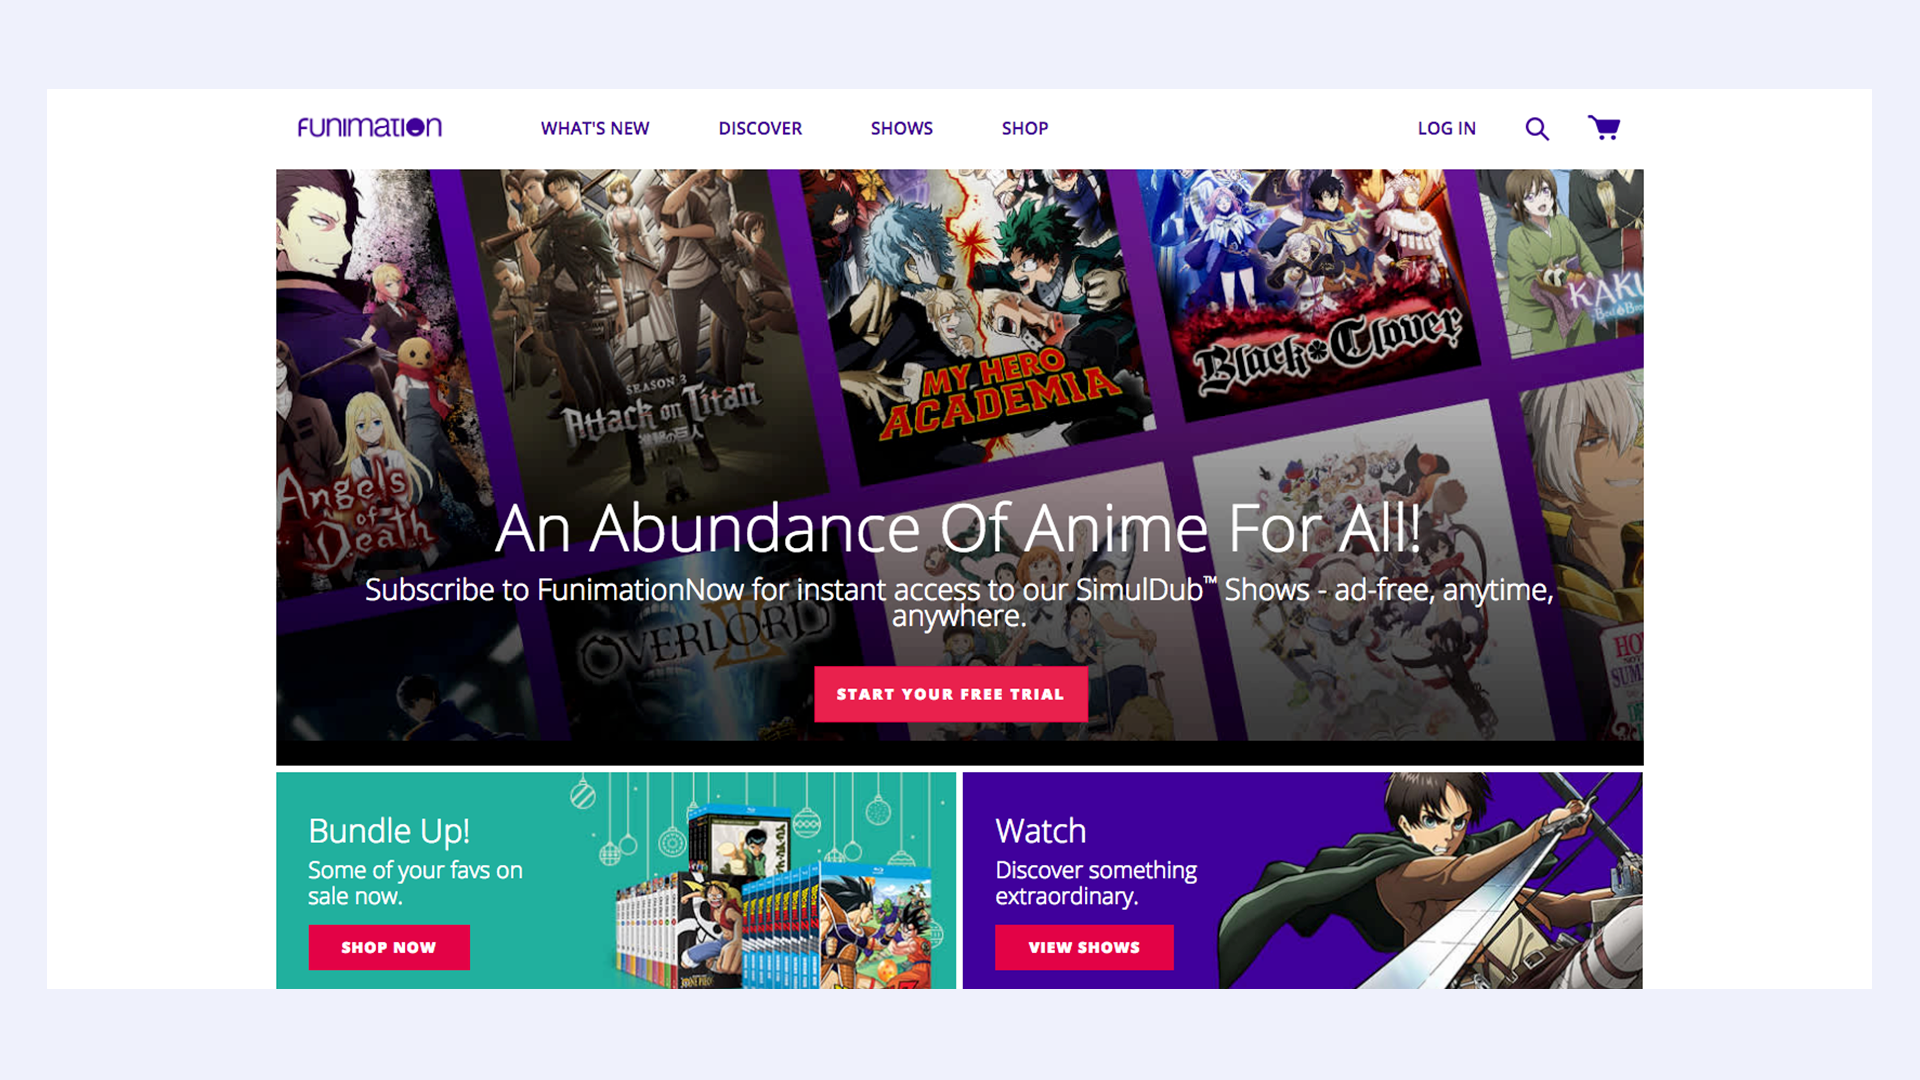 FUNIMATION
WHAT'S NEW
DISCOVER
SHOWS
SHOP
LOG IN
SEASON 3
Attack on Titan
進撃の巨人
MY HERO
ACADEMIA
Black Clover
KAKU
Angels
of
Death
An Abundance Of Anime For All!
Subscribe to FunimationNow for instant access to our SimulDub™ Shows - ad-free, anytime,
anywhere.
OVERLORD
III
START YOUR FREE TRIAL
Bundle Up!
Some of your favs on
sale now.
SHOP NOW
Watch
Discover something
extraordinary.
VIEW SHOWS